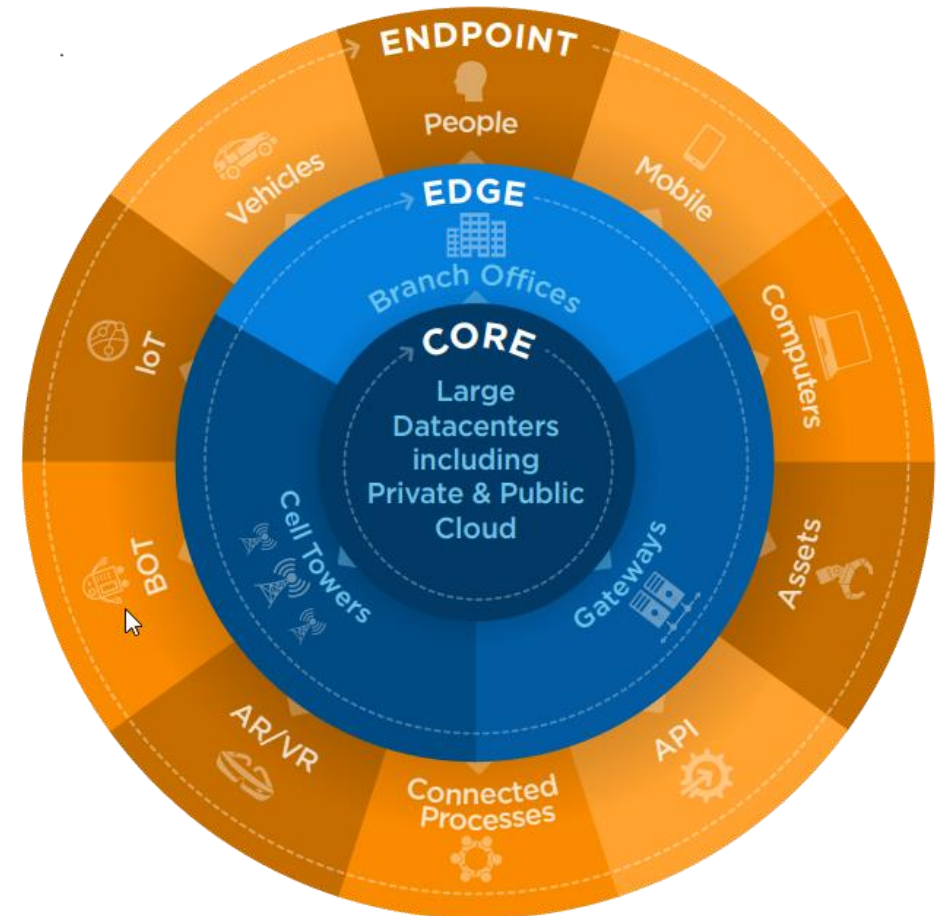 ENDPOINT
People
Mobile
Computers
Assets
API
Connected
Processes
AR/VR
BOT
IoT
Vehicles
EDGE
Branch Offices
Gateways
Cell Towers
CORE
Large
Datacenters
including
Private & Public
Cloud